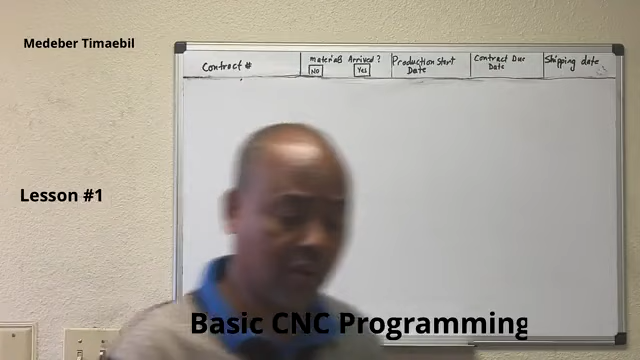 Medeber Timaebil
Contract #
Materials Arrived?
No Yes
Production Start
Date
Contract Due
Date
Shipping date
Lesson #1
Basic CNC Programming